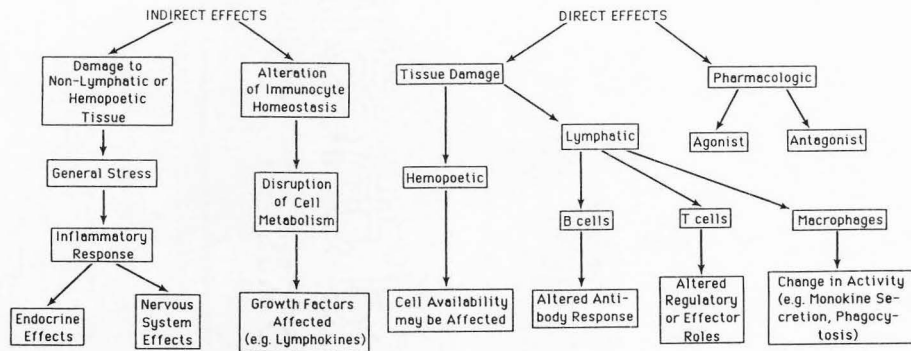 INDIRECT EFFECTS
Damage to
Non-Lymphatic or
Hemopoetic
Tissue
General Stress
Inflammatory
Response
Endocrine
Effects
Nervous
System
Effects
Alteration
of Immunocyte
Homeostasis
Disruption
of Cell
Metabolism
Growth Factors
Affected
(e.g. Lymphokines)
DIRECT EFFECTS
Tissue Damage
Hemopoetic
Cell Availability
may be Affected
Lymphatic
B cells
Altered Anti-
body Response
T cells
Altered
Regulatory
or Effector
Roles
Macrophages
Change in Activity
(e.g. Monokine Se-
cretion, Phagocy-
tosis)
Pharmacologic
Agonist
Antagonist